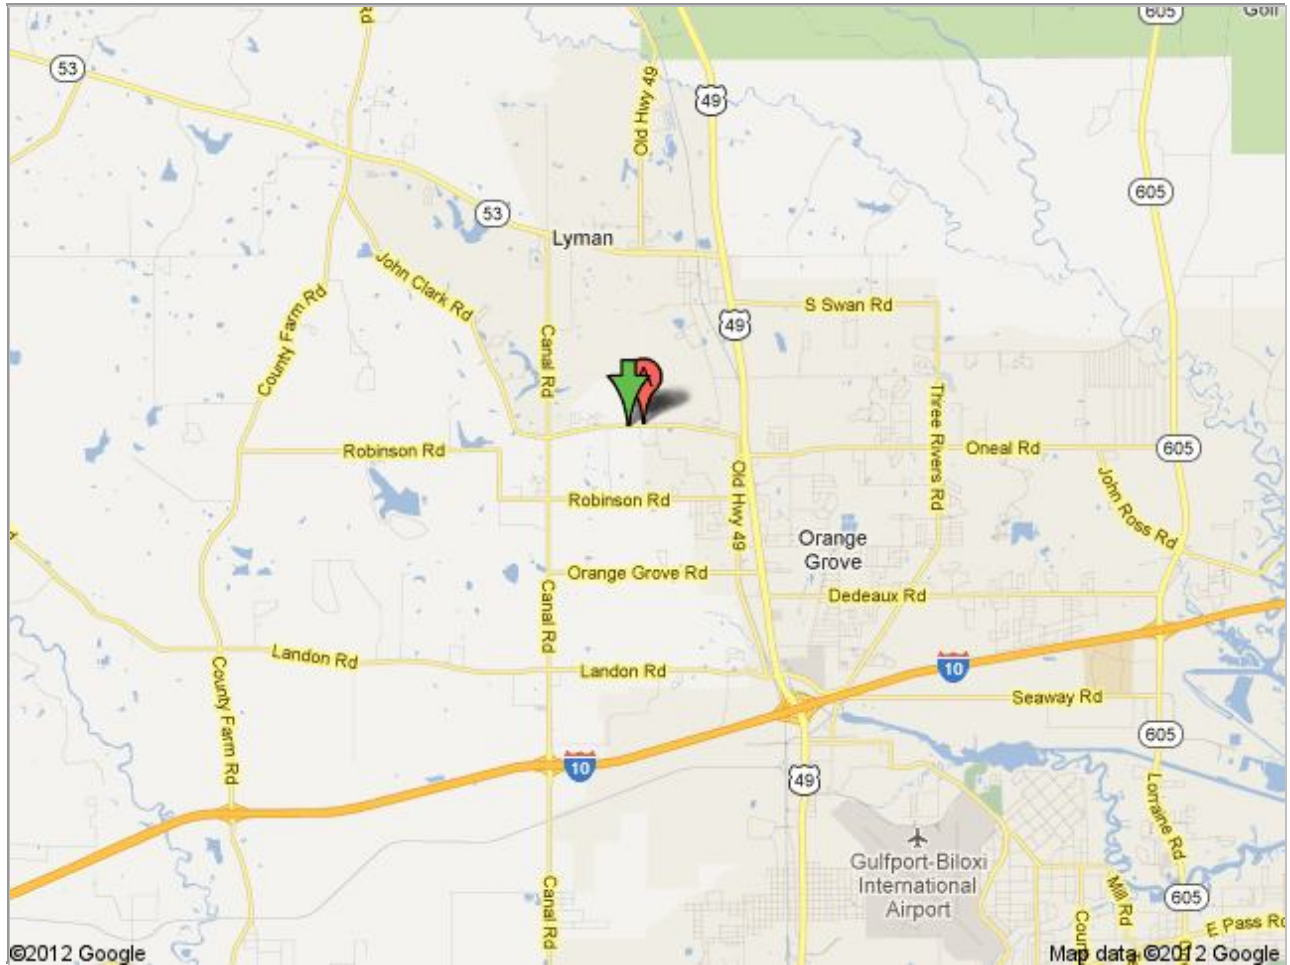 Rd
605
Golf
53
Old Hwy 49
49
605
53
Lyman
John Clark Rd
County Farm Rd
S Swan Rd
49
Canal Rd
A
Three Rivers Rd
Robinson Rd
Oneal Rd
605
Old Hwy 49
John Ross Rd
Robinson Rd
Orange
Grove
Orange Grove Rd
Dedeaux Rd
Canal Rd
Landon Rd
Landon Rd
10
County Farm Rd
Seaway Rd
605
10
49
Lorraine Rd
Gulfport-Biloxi
International
Airport
Canal Rd
Mill Rd
605
Coun
E Pass Rd
©2012 Google
Map data ©2012 Google